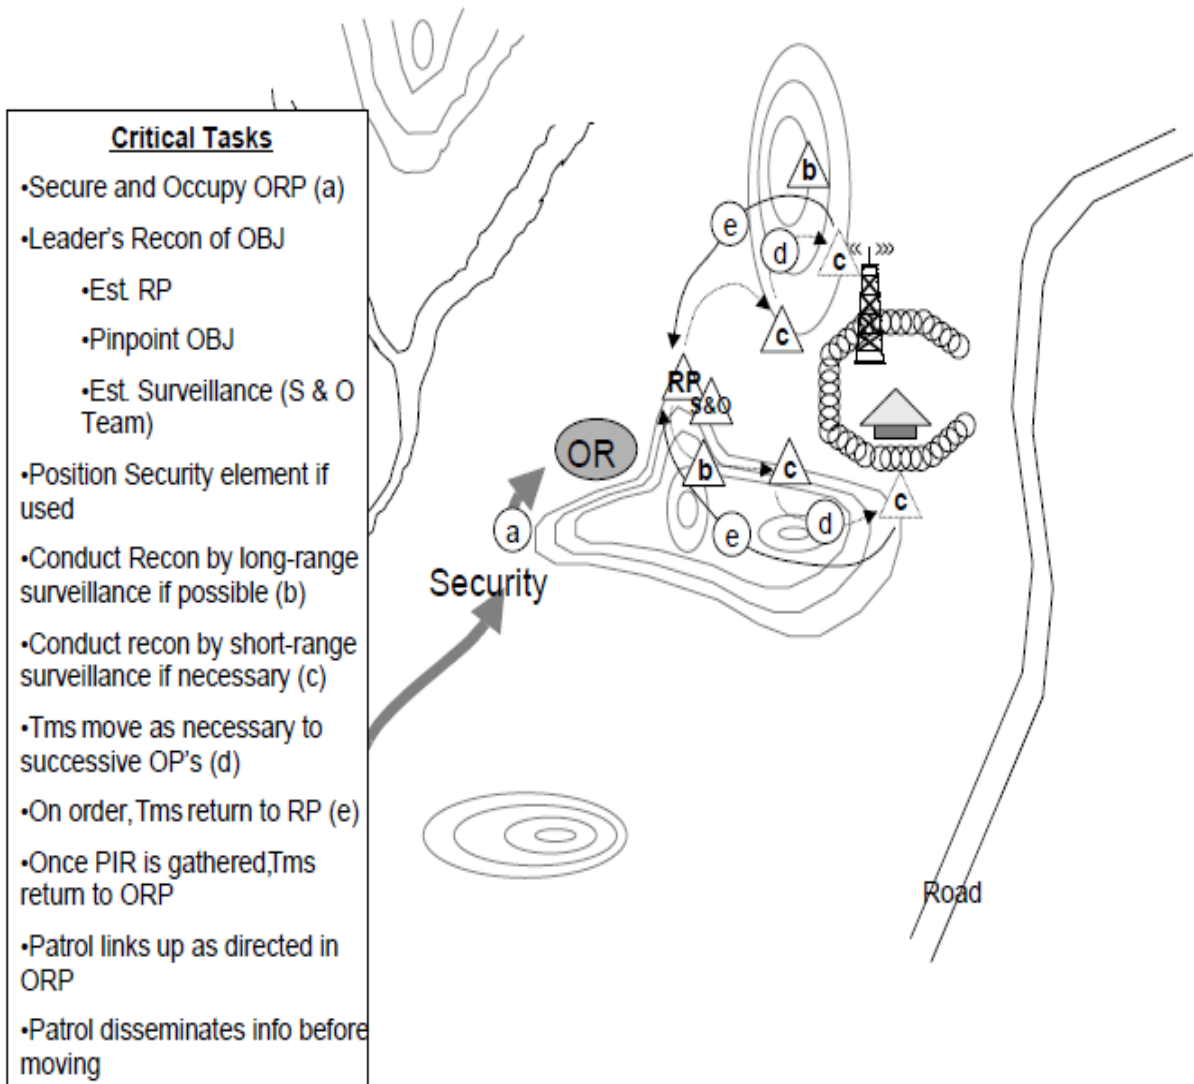 Critical Tasks
•Secure and Occupy ORP (a)
•Leader's Recon of OBJ
•Est. RP
•Pinpoint OBJ
•Est. Surveillance (S & O
Team)
•Position Security element if
used
•Conduct Recon by long-range
surveillance if possible (b)
•Conduct recon by short-range
surveillance if necessary (c)
•Tms move as necessary to
successive OP's (d)
•On order,Tms return to RP (e)
•Once PIR is gathered,Tms
return to ORP
•Patrol links up as directed in
ORP
•Patrol disseminates info before
moving
b
e
d
c
c
RP
S&O
OR
b
c
c
a
d
e
Security
Road